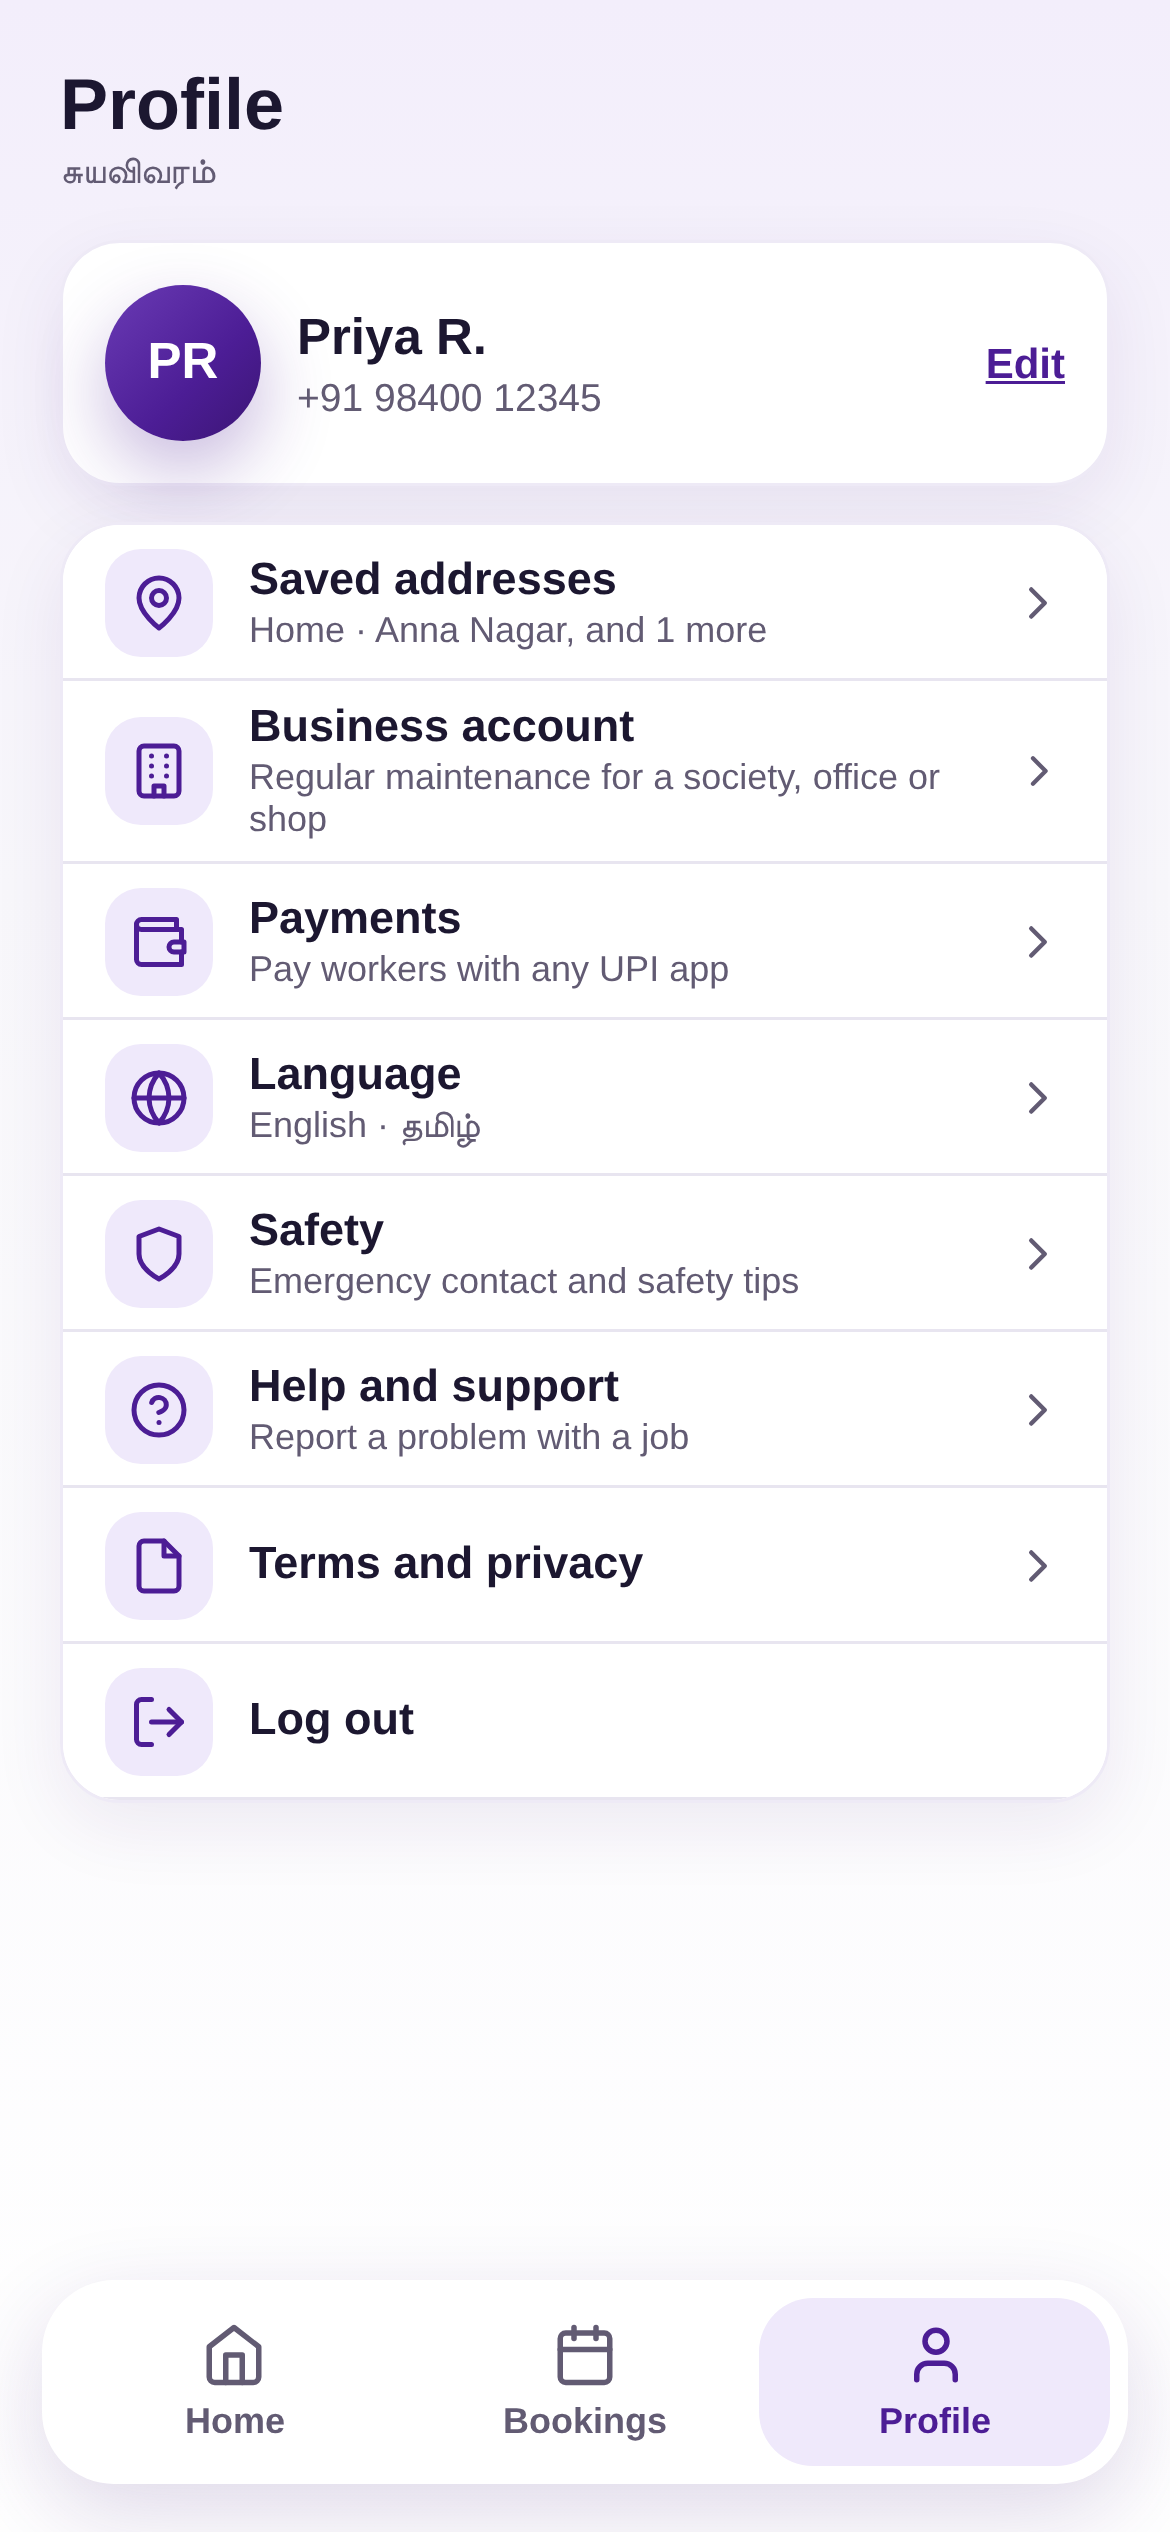 Profile
சுயவிவரம்
PR
Priya R.
+91 98400 12345
Edit
Saved addresses
Home · Anna Nagar, and 1 more
Business account
Regular maintenance for a society, office or
shop
Payments
Pay workers with any UPI app
Language
English · தமிழ்
Safety
Emergency contact and safety tips
Help and support
Report a problem with a job
Terms and privacy
Log out
Home
Bookings
Profile